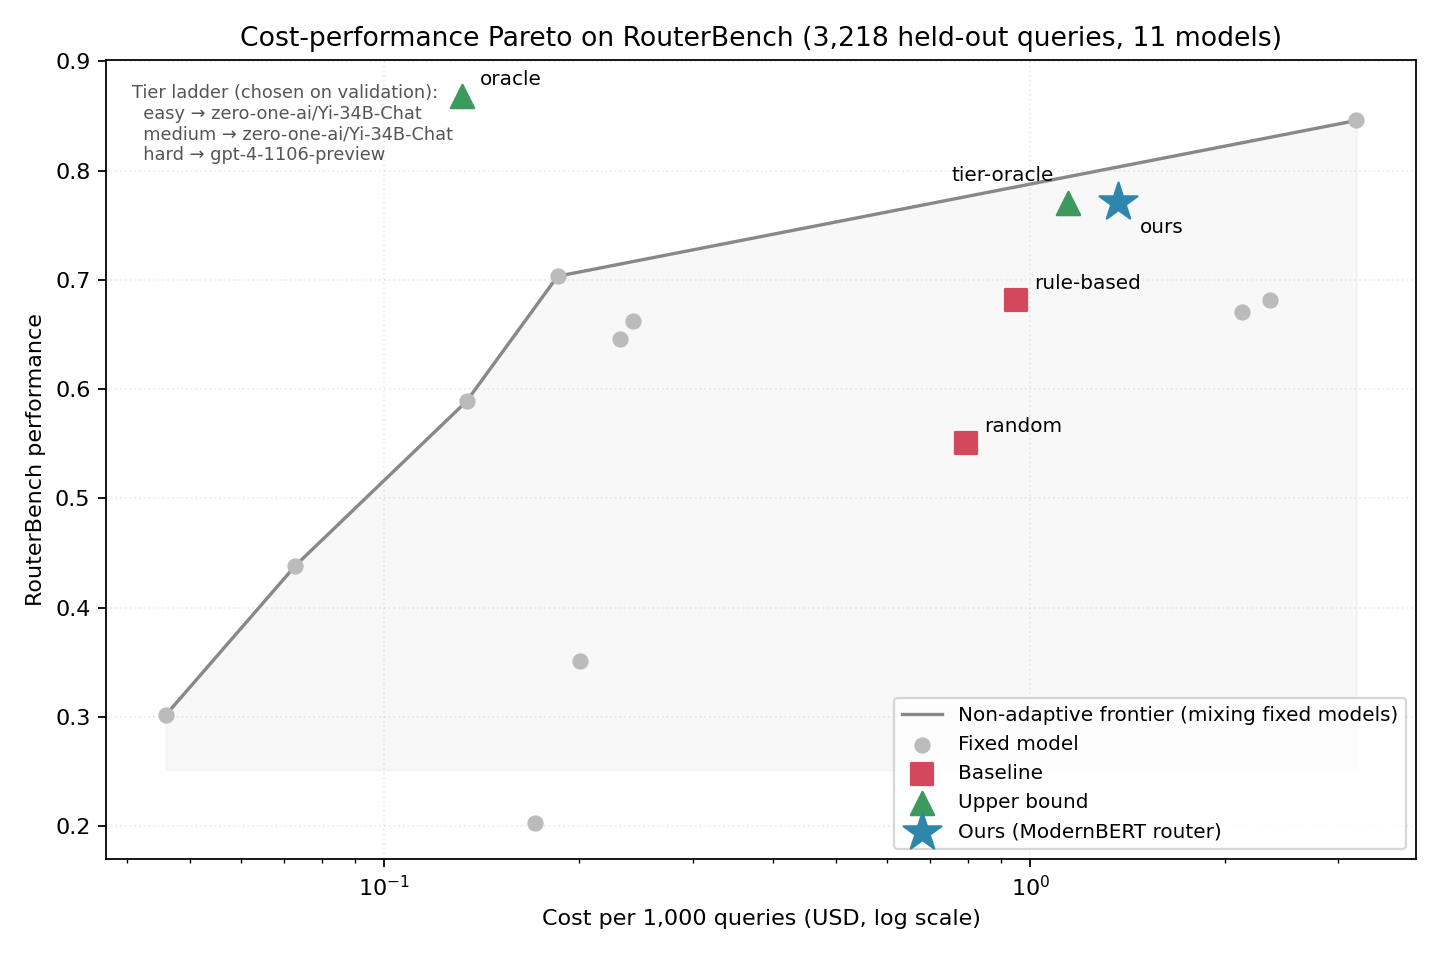 Cost-performance Pareto on RouterBench (3,218 held-out queries, 11 models)
Tier ladder (chosen on validation):
easy → zero-one-ai/Yi-34B-Chat
medium → zero-one-ai/Yi-34B-Chat
hard → gpt-4-1106-preview
oracle
tier-oracle
ours
rule-based
random
RouterBench performance
0.9
0.8
0.7
0.6
0.5
0.4
0.3
0.2
Non-adaptive frontier (mixing fixed models)
Fixed model
Baseline
Upper bound
Ours (ModernBERT router)
10⁻¹
10⁰
Cost per 1,000 queries (USD, log scale)